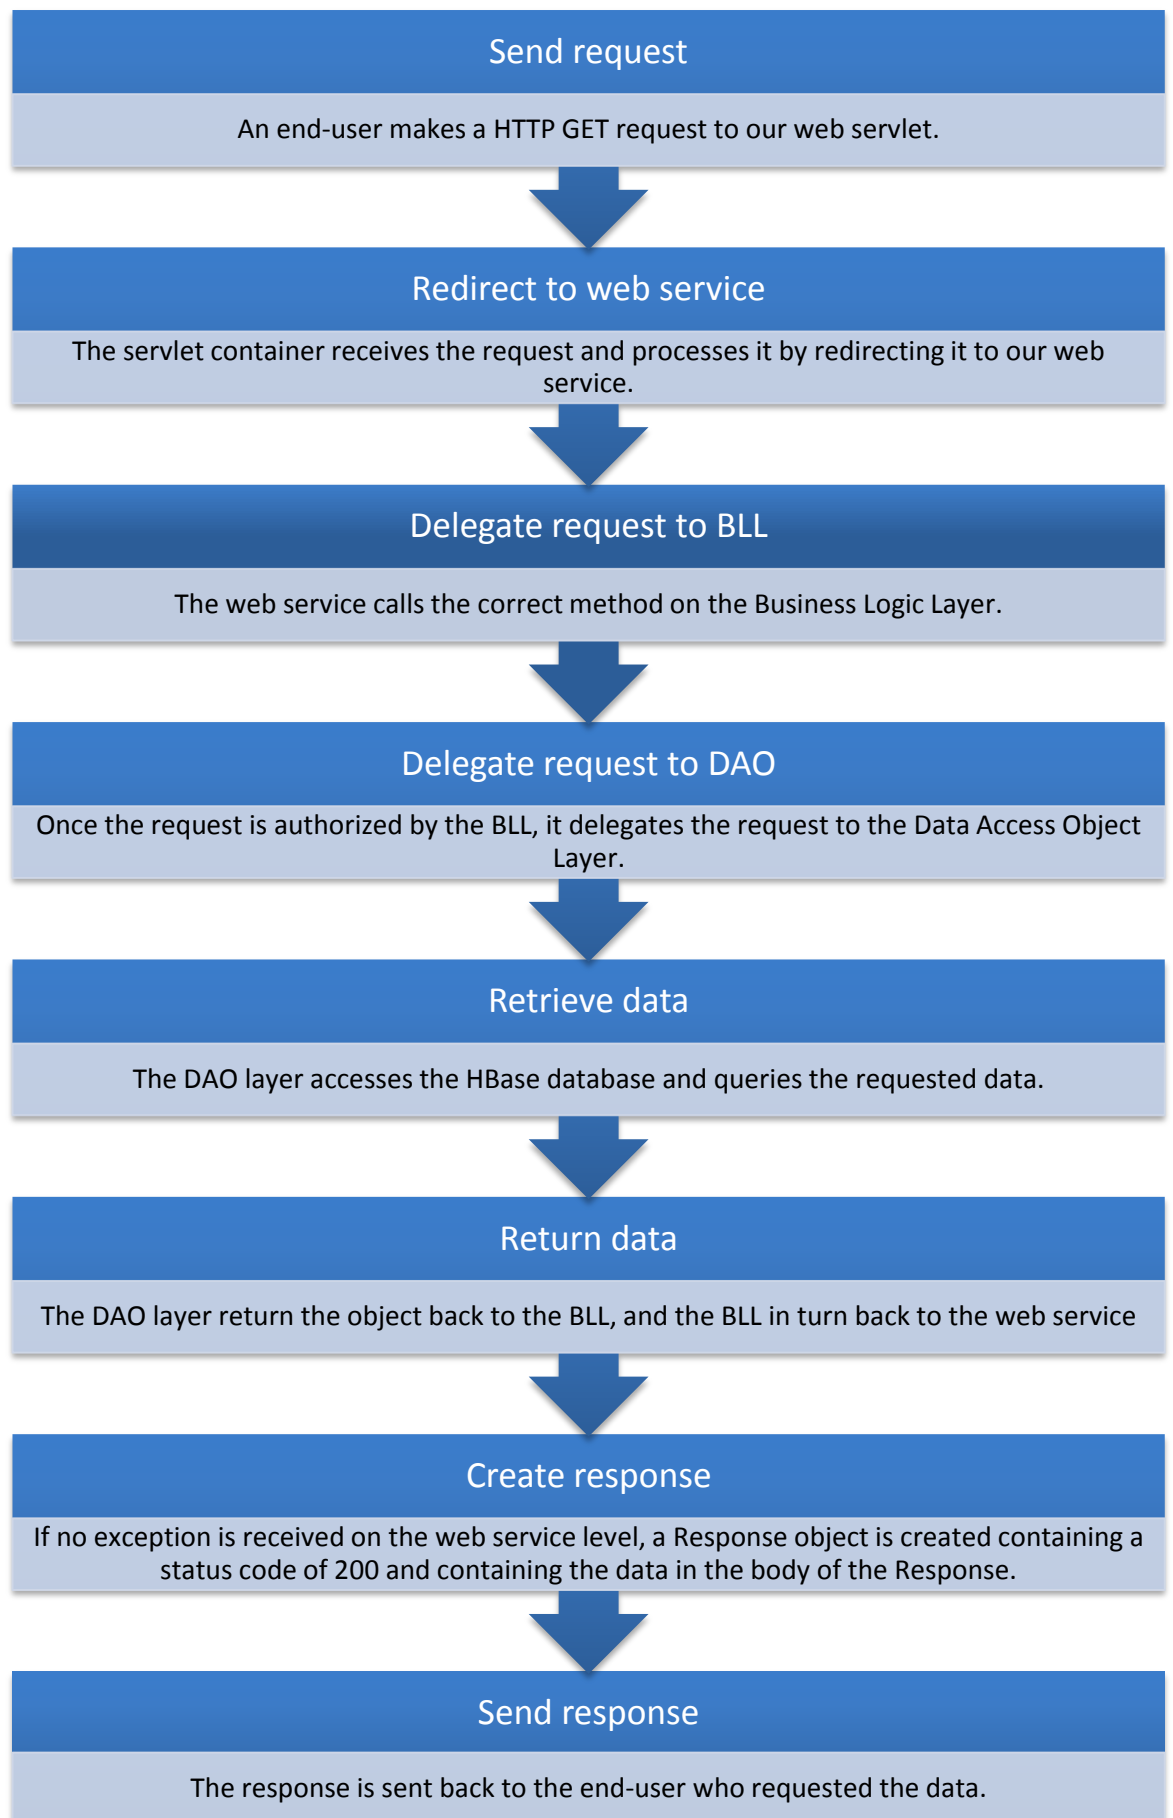 Send request
An end-user makes a HTTP GET request to our web servlet.
Redirect to web service
The servlet container receives the request and processes it by redirecting it to our web
service.
Delegate request to BLL
The web service calls the correct method on the Business Logic Layer.
Delegate request to DAO
Once the request is authorized by the BLL, it delegates the request to the Data Access Object
Layer.
Retrieve data
The DAO layer accesses the HBase database and queries the requested data.
Return data
The DAO layer return the object back to the BLL, and the BLL in turn back to the web service
Create response
If no exception is received on the web service level, a Response object is created containing a
status code of 200 and containing the data in the body of the Response.
Send response
The response is sent back to the end-user who requested the data.